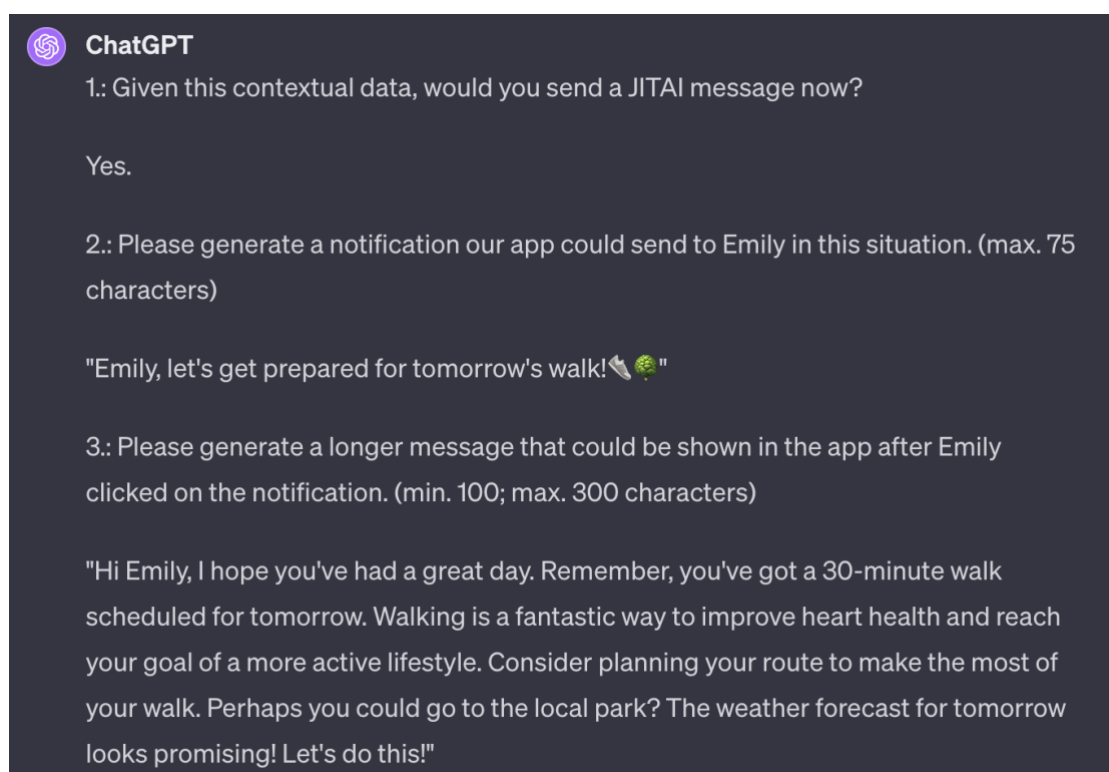 ChatGPT
1.: Given this contextual data, would you send a JITAI message now?
Yes.
2.: Please generate a notification our app could send to Emily in this situation. (max. 75
characters)
"Emily, let's get prepared for tomorrow's walk!👟🌳"
3.: Please generate a longer message that could be shown in the app after Emily
clicked on the notification. (min. 100; max. 300 characters)
"Hi Emily, I hope you've had a great day. Remember, you've got a 30-minute walk
scheduled for tomorrow. Walking is a fantastic way to improve heart health and reach
your goal of a more active lifestyle. Consider planning your route to make the most of
your walk. Perhaps you could go to the local park? The weather forecast for tomorrow
looks promising! Let's do this!"